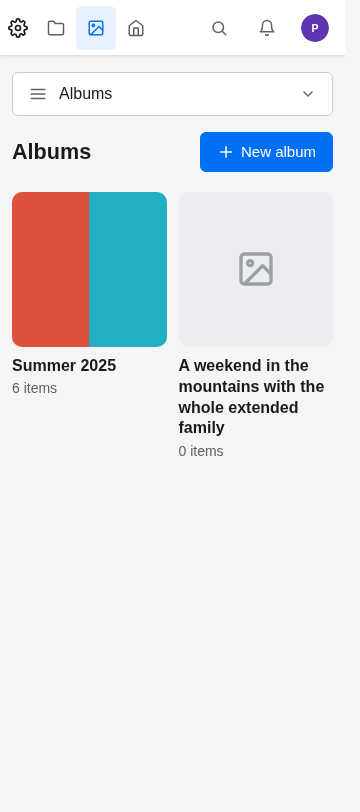 P
Albums
Albums
New album
Summer 2025
6 items
A weekend in the
mountains with the
whole extended
family
0 items